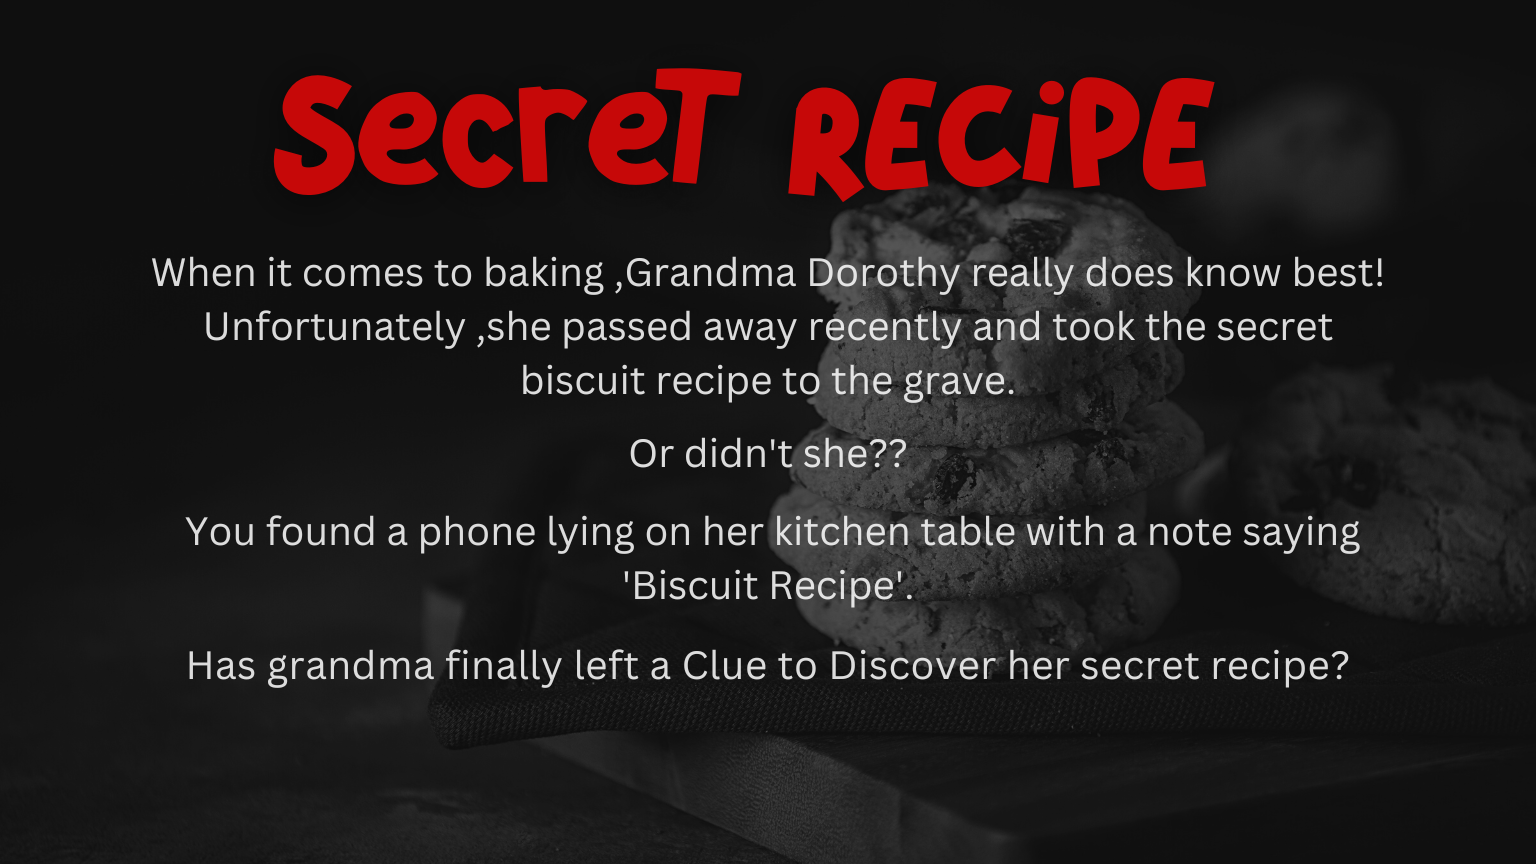 Secret RECiPE
When it comes to baking ,Grandma Dorothy really does know best!
Unfortunately ,she passed away recently and took the secret
biscuit recipe to the grave.
Or didn't she??
You found a phone lying on her kitchen table with a note saying
'Biscuit Recipe'.
Has grandma finally left a Clue to Discover her secret recipe?